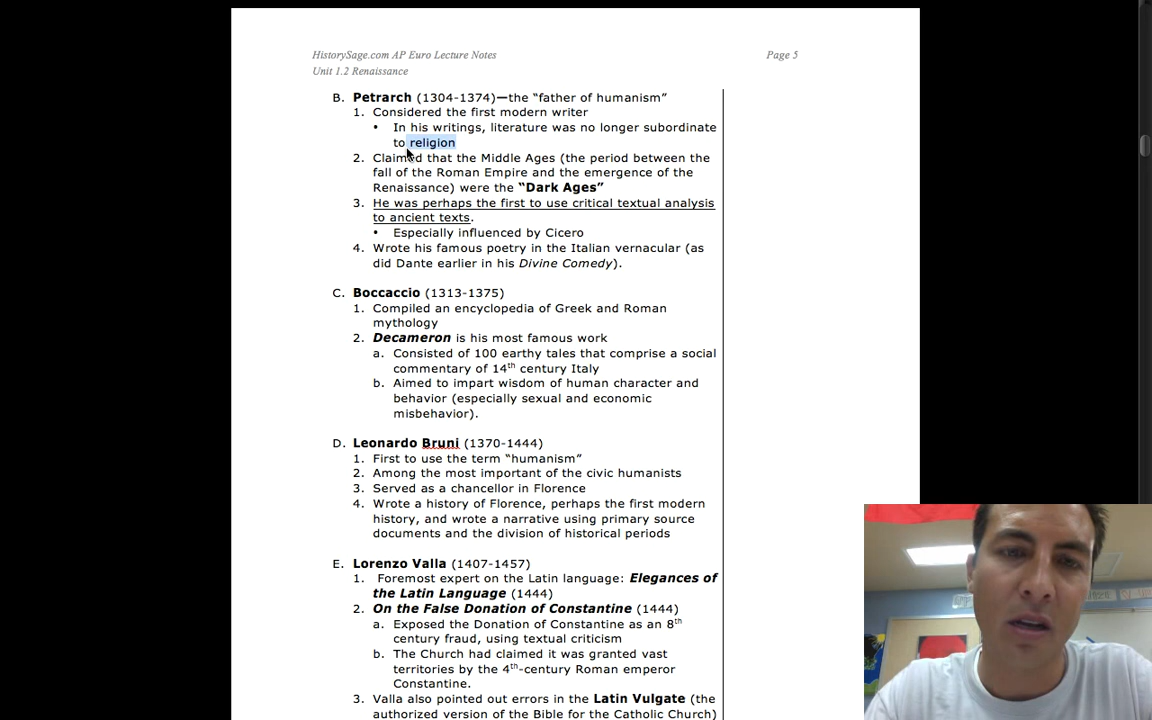 HistorySage.com AP Euro Lecture Notes Page 5
Unit 1.2 Renaissance
B. Petrarch (1304-1374)—the “father of humanism”
1. Considered the first modern writer
• In his writings, literature was no longer subordinate
to religion
2. Claimed that the Middle Ages (the period between the
fall of the Roman Empire and the emergence of the
Renaissance) were the “Dark Ages”
3. He was perhaps the first to use critical textual analysis
to ancient texts.
• Especially influenced by Cicero
4. Wrote his famous poetry in the Italian vernacular (as
did Dante earlier in his Divine Comedy).
C. Boccaccio (1313-1375)
1. Compiled an encyclopedia of Greek and Roman
mythology
2. Decameron is his most famous work
a. Consisted of 100 earthy tales that comprise a social
commentary of 14th century Italy
b. Aimed to impart wisdom of human character and
behavior (especially sexual and economic
misbehavior).
D. Leonardo Bruni (1370-1444)
1. First to use the term “humanism”
2. Among the most important of the civic humanists
3. Served as a chancellor in Florence
4. Wrote a history of Florence, perhaps the first modern
history, and wrote a narrative using primary source
documents and the division of historical periods
E. Lorenzo Valla (1407-1457)
1. Foremost expert on the Latin language: Elegances of
the Latin Language (1444)
2. On the False Donation of Constantine (1444)
a. Exposed the Donation of Constantine as an 8th
century fraud, using textual criticism
b. The Church had claimed it was granted vast
territories by the 4th-century Roman emperor
Constantine.
3. Valla also pointed out errors in the Latin Vulgate (the
authorized version of the Bible for the Catholic Church)